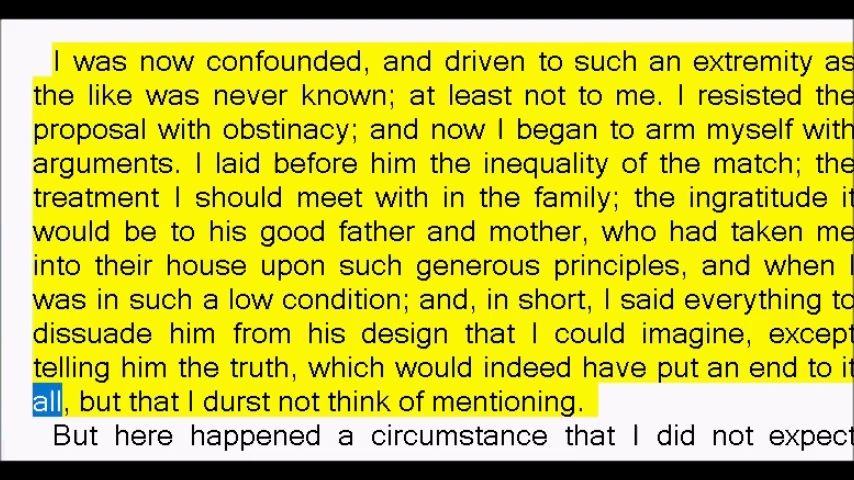 I was now confounded, and driven to such an extremity as
the like was never known; at least not to me. I resisted the
proposal with obstinacy; and now I began to arm myself with
arguments. I laid before him the inequality of the match; the
treatment I should meet with in the family; the ingratitude it
would be to his good father and mother, who had taken me
into their house upon such generous principles, and when I
was in such a low condition; and, in short, I said everything to
dissuade him from his design that I could imagine, except
telling him the truth, which would indeed have put an end to it
all, but that I durst not think of mentioning.
But here happened a circumstance that I did not expect